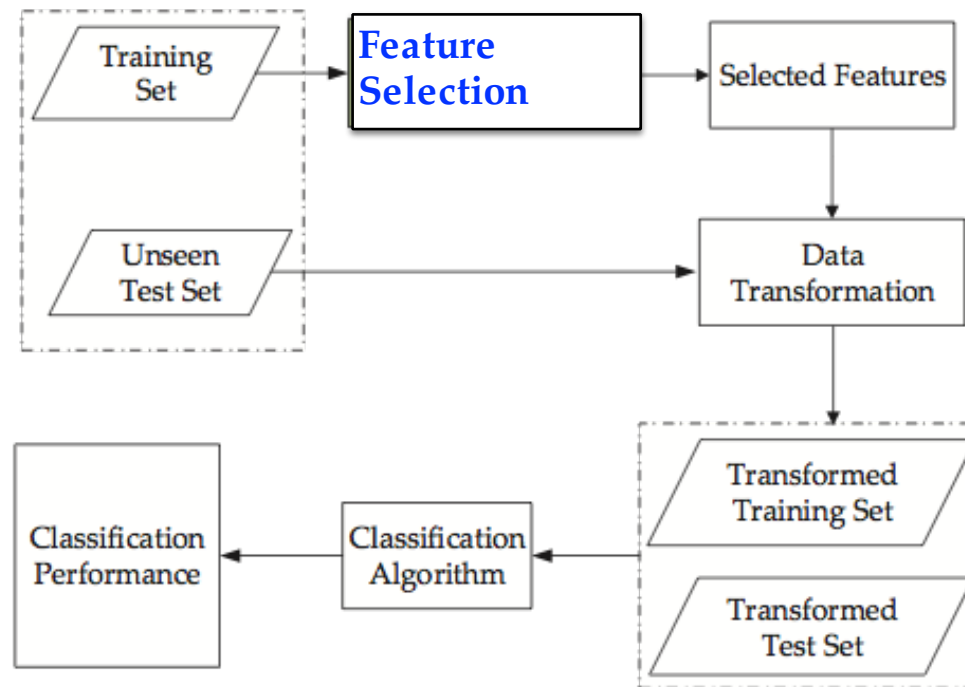 Training
Set
Feature
Selection
Selected Features
Unseen
Test Set
Data
Transformation
Transformed
Training Set
Transformed
Test Set
Classification
Algorithm
Classification
Performance